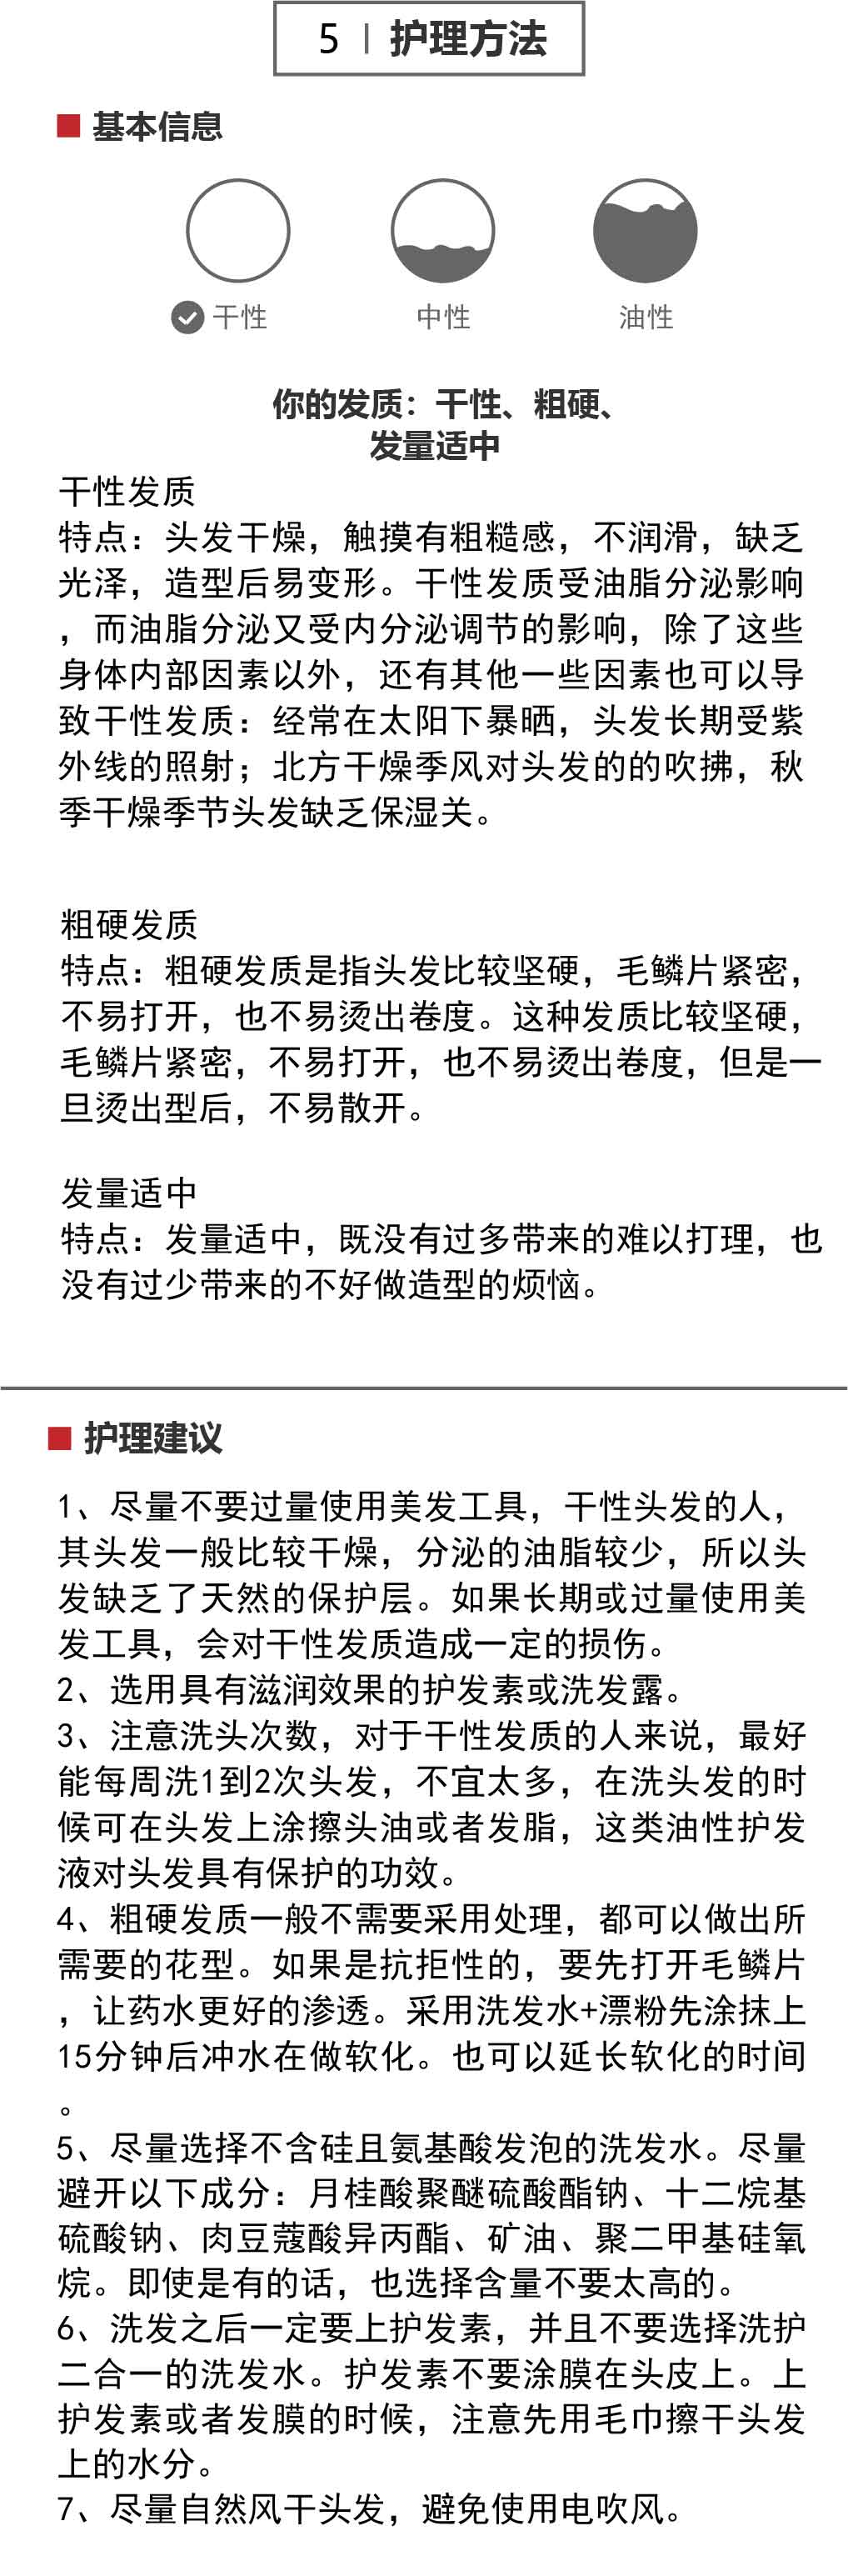 5 | 护理方法
基本信息
干性 中性 油性
你的发质：干性、粗硬、
发量适中
干性发质
特点：头发干燥，触摸有粗糙感，不润滑，缺乏
光泽，造型后易变形。干性发质受油脂分泌影响
，而油脂分泌又受内分泌调节的影响，除了这些
身体内部因素以外，还有其他一些因素也可以导
致干性发质：经常在太阳下暴晒，头发长期受紫
外线的照射；北方干燥季风对头发的的吹拂，秋
季干燥季节头发缺乏保湿关。
粗硬发质
特点：粗硬发质是指头发比较坚硬，毛鳞片紧密，
不易打开，也不易烫出卷度。这种发质比较坚硬，
毛鳞片紧密，不易打开，也不易烫出卷度，但是一
旦烫出型后，不易散开。
发量适中
特点：发量适中，既没有过多带来的难以打理，也
没有过少带来的不好做造型的烦恼。
护理建议
1、尽量不要过量使用美发工具，干性头发的人，
其头发一般比较干燥，分泌的油脂较少，所以头
发缺乏了天然的保护层。如果长期或过量使用美
发工具，会对干性发质造成一定的损伤。
2、选用具有滋润效果的护发素或洗发露。
3、注意洗头次数，对于干性发质的人来说，最好
能每周洗1到2次头发，不宜太多，在洗头发的时
候可在头发上涂擦头油或者发脂，这类油性护发
液对头发具有保护的功效。
4、粗硬发质一般不需要采用处理，都可以做出所
需要的花型。如果是抗拒性的，要先打开毛鳞片
，让药水更好的渗透。采用洗发水+漂粉先涂抹上
15分钟后冲水在做软化。也可以延长软化的时间
。
5、尽量选择不含硅且氨基酸发泡的洗发水。尽量
避开以下成分：月桂酸聚醚硫酸酯钠、十二烷基
硫酸钠、肉豆蔻酸异丙酯、矿油、聚二甲基硅氧
烷。即使是有的话，也选择含量不要太高的。
6、洗发之后一定要上护发素，并且不要选择洗护
二合一的洗发水。护发素不要涂膜在头皮上。上
护发素或者发膜的时候，注意先用毛巾擦干头发
上的水分。
7、尽量自然风干头发，避免使用电吹风。